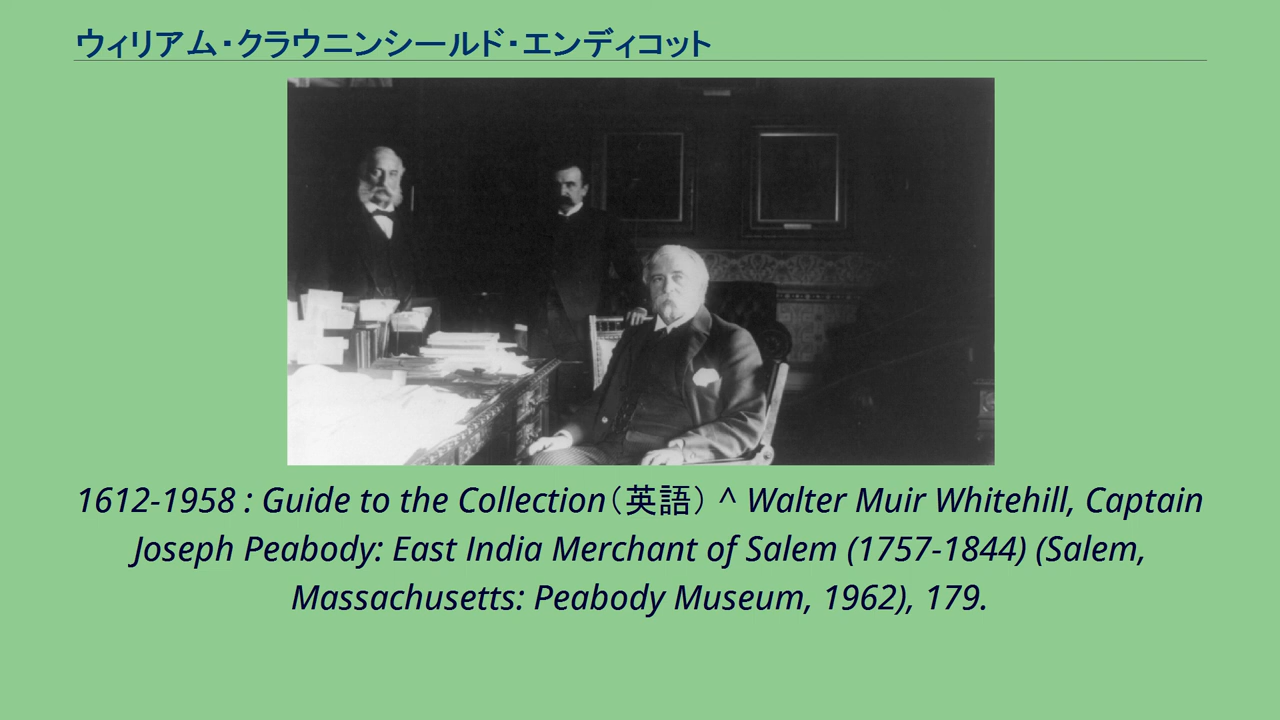 ウィリアム・クラウニンシールド・エンディコット
1612-1958 : Guide to the Collection（英語） ^ Walter Muir Whitehill, Captain
Joseph Peabody: East India Merchant of Salem (1757-1844) (Salem,
Massachusetts: Peabody Museum, 1962), 179.